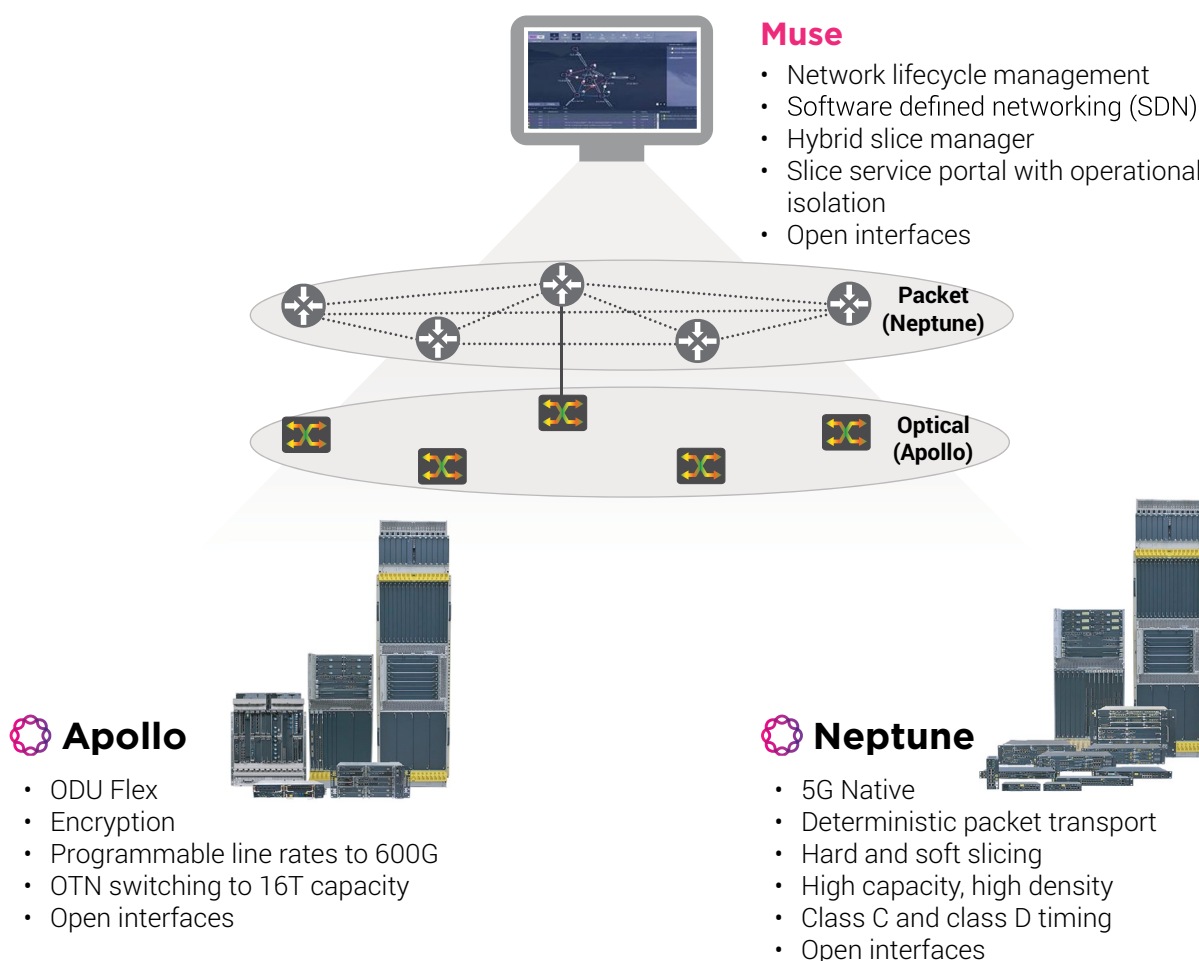 Muse
• Network lifecycle management
• Software defined networking (SDN)
• Hybrid slice manager
• Slice service portal with operational
isolation
• Open interfaces
Packet
(Neptune)
Optical
(Apollo)
Apollo
• ODU Flex
• Encryption
• Programmable line rates to 600G
• OTN switching to 16T capacity
• Open interfaces
Neptune
• 5G Native
• Deterministic packet transport
• Hard and soft slicing
• High capacity, high density
• Class C and class D timing
• Open interfaces